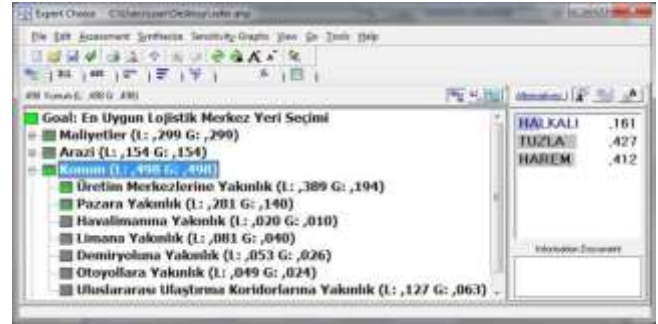 Expert Choice
File Edit Assessment Synthesize Sensitivity-Graphs View Go Tools Help
Goal: En Uygun Lojistik Merkez Yeri Seçimi
Maliyetler (L: ,299 G: ,299)
Arazi (L: ,154 G: ,154)
Konum (L: ,498 G: ,498)
Üretim Merkezlerine Yakınlık (L: ,389 G: ,194)
Pazara Yakınlık (L: ,281 G: ,140)
Havalimanına Yakınlık (L: ,020 G: ,010)
Limana Yakınlık (L: ,081 G: ,040)
Demiryoluna Yakınlık (L: ,053 G: ,026)
Otoyollara Yakınlık (L: ,049 G: ,024)
Uluslararası Ulaştırma Koridorlarına Yakınlık (L: ,127 G: ,063)
HALKALI ,161
TUZLA ,427
HAREM ,412
Information Document